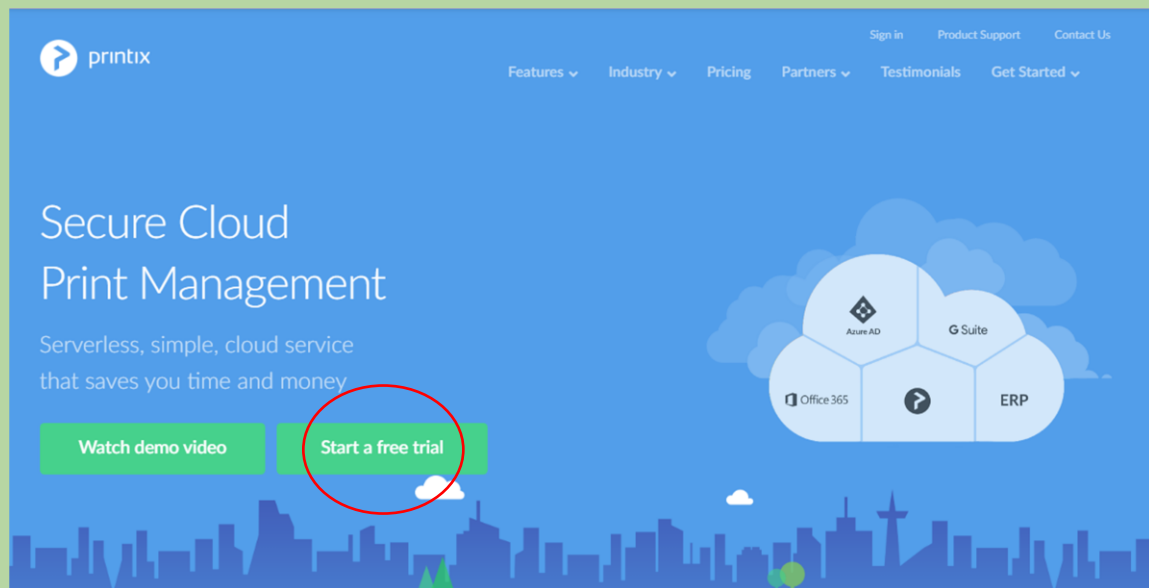 printix
Sign in Product Support Contact Us
Features Industry Pricing Partners Testimonials Get Started
Secure Cloud
Print Management
Serverless, simple, cloud service
that saves you time and money
Watch demo video Start a free trial
Azure AD G Suite
Office 365 ERP